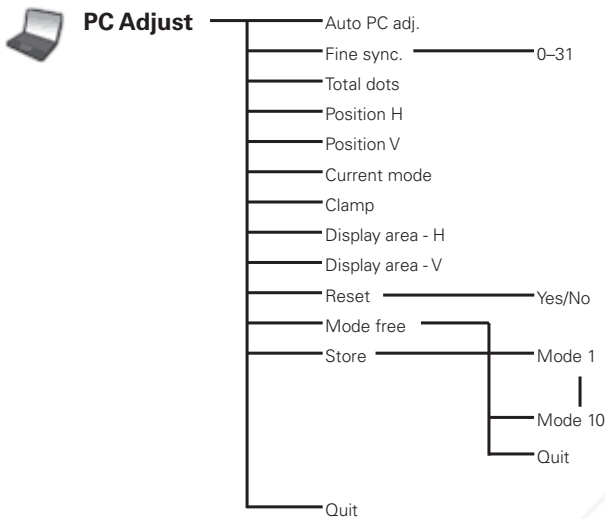 PC Adjust
Auto PC adj.
Fine sync. 0–31
Total dots
Position H
Position V
Current mode
Clamp
Display area - H
Display area - V
Reset Yes/No
Mode free
Store Mode 1
Mode 10
Quit
Quit